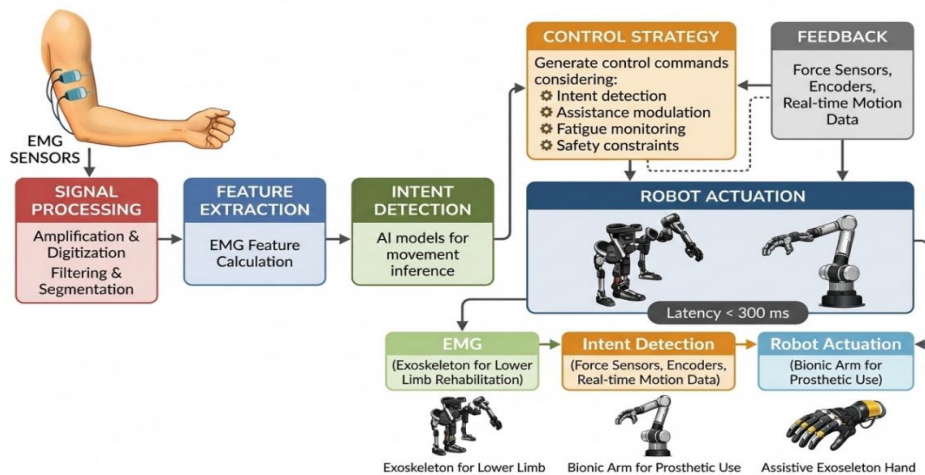 EMG
SENSORS
SIGNAL
PROCESSING
Amplification &
Digitization
Filtering &
Segmentation
FEATURE
EXTRACTION
EMG Feature
Calculation
INTENT
DETECTION
AI models for
movement
inference
CONTROL STRATEGY
Generate control commands
considering:
Intent detection
Assistance modulation
Fatigue monitoring
Safety constraints
FEEDBACK
Force Sensors,
Encoders,
Real-time Motion
Data
ROBOT ACTUATION
Latency < 300 ms
EMG
(Exoskeleton for Lower
Limb Rehabilitation)
Intent Detection
(Force Sensors, Encoders,
Real-time Motion Data)
Robot Actuation
(Bionic Arm for
Prosthetic Use)
Exoskeleton for Lower Limb
Bionic Arm for Prosthetic Use
Assistive Exoseleton Hand